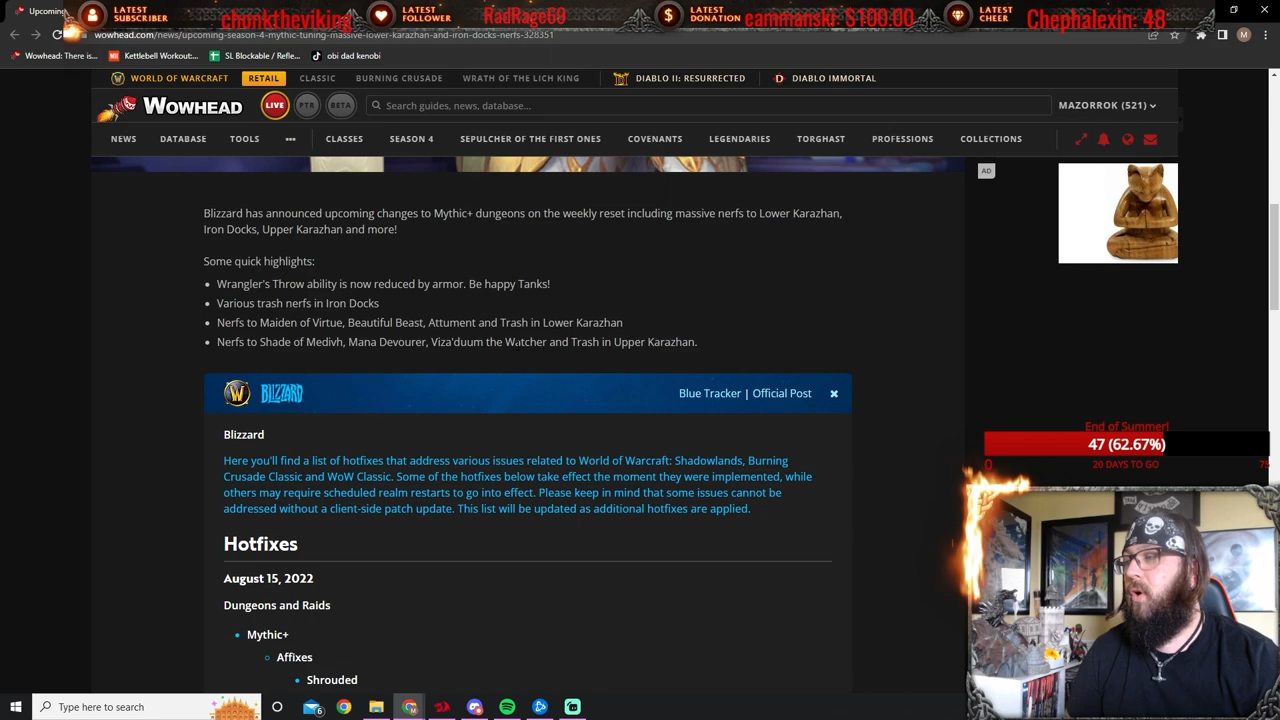 Upcoming
LATEST SUBSCRIBER
chonktheviking
LATEST FOLLOWER
RadRage69
LATEST DONATION
eammanski: $100.00
LATEST CHEER
Chephalexin: 48
wowhead.com/news/upcoming-season-4-mythic-tuning-massive-lower-karazhan-and-iron-docks-nerfs-328351
M
Wowhead: There is...
Kettlebell Workout:...
SL Blockable / Refle...
obi dad kenobi
WORLD OF WARCRAFT RETAIL CLASSIC BURNING CRUSADE WRATH OF THE LICH KING DIABLO II: RESURRECTED DIABLO IMMORTAL
WOWHEAD LIVE PTR BETA Search guides, news, database... MAZORROK (521)
NEWS DATABASE TOOLS ••• CLASSES SEASON 4 SEPULCHER OF THE FIRST ONES COVENANTS LEGENDARIES TORGHAST PROFESSIONS COLLECTIONS
AD
Blizzard has announced upcoming changes to Mythic+ dungeons on the weekly reset including massive nerfs to Lower Karazhan,
Iron Docks, Upper Karazhan and more!
Some quick highlights:
• Wrangler's Throw ability is now reduced by armor. Be happy Tanks!
• Various trash nerfs in Iron Docks
• Nerfs to Maiden of Virtue, Beautiful Beast, Attument and Trash in Lower Karazhan
• Nerfs to Shade of Medivh, Mana Devourer, Viza'duum the Watcher and Trash in Upper Karazhan.
W BLIZZARD Blue Tracker | Official Post
Blizzard
Here you'll find a list of hotfixes that address various issues related to World of Warcraft: Shadowlands, Burning
Crusade Classic and WoW Classic. Some of the hotfixes below take effect the moment they were implemented, while
others may require scheduled realm restarts to go into effect. Please keep in mind that some issues cannot be
addressed without a client-side patch update. This list will be updated as additional hotfixes are applied.
Hotfixes
August 15, 2022
Dungeons and Raids
• Mythic+
Affixes
Shrouded
End of Summer!
47 (62.67%)
0 20 DAYS TO GO 75
Type here to search
6